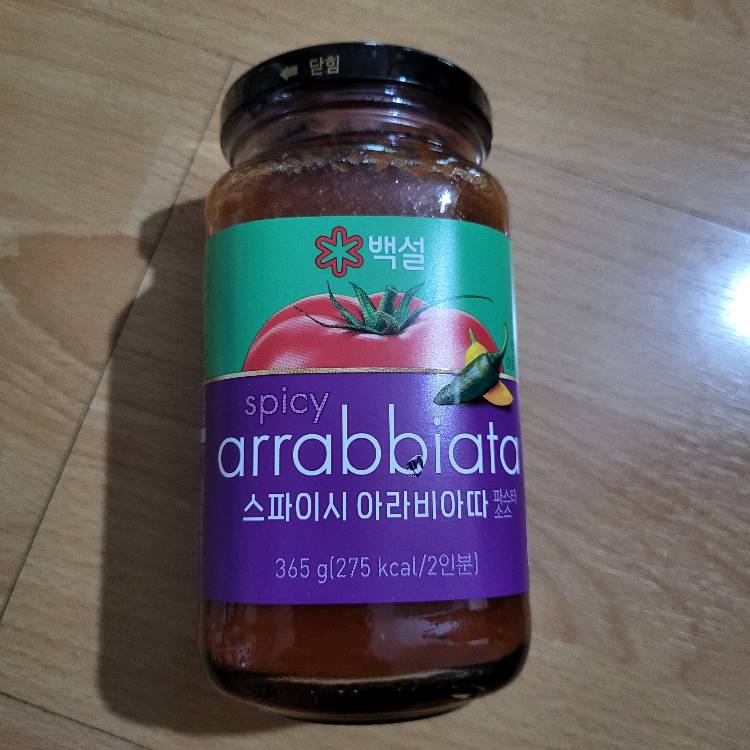 닫힘
백설
spicy
arrabbiata
스파이시 아라비아따 파스타
소스
365 g(275 kcal/2인분)